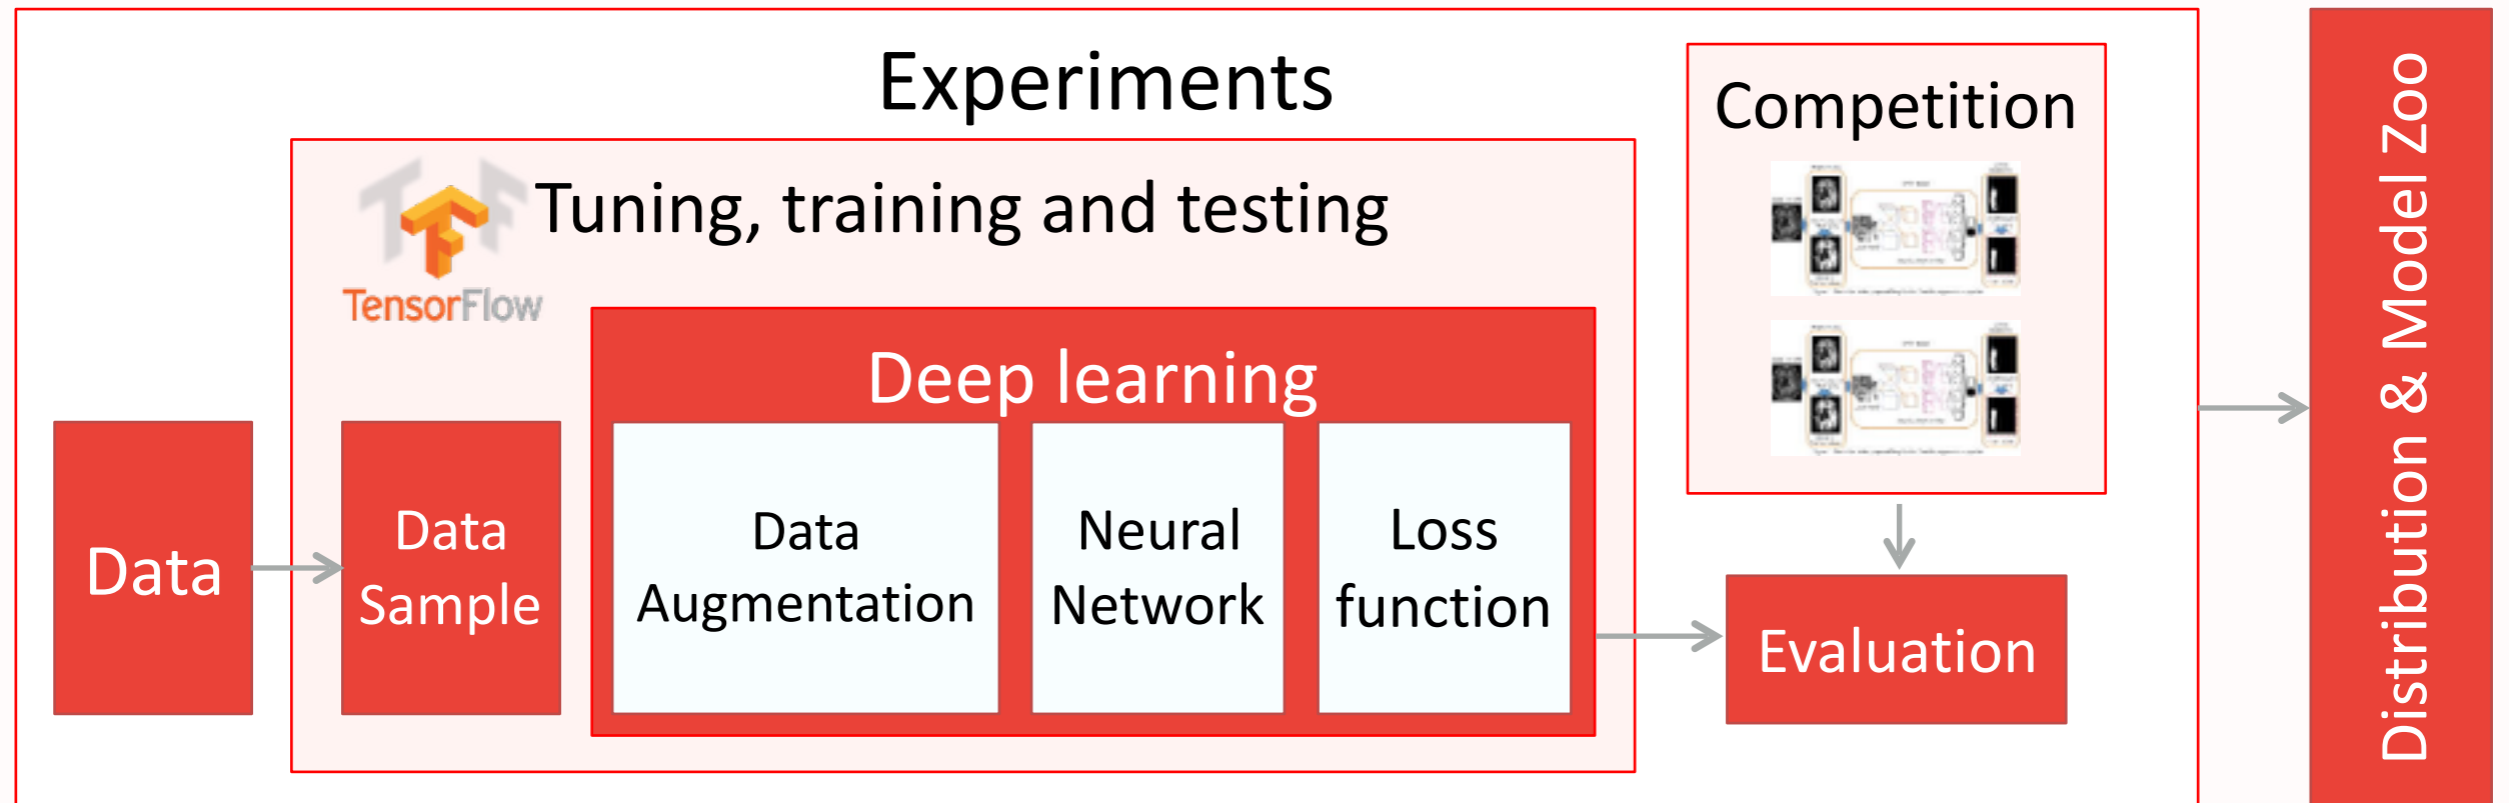 Experiments
Competition
TensorFlow
Tuning, training and testing
Deep learning
Data
Data
Sample
Data
Augmentation
Neural
Network
Loss
function
Evaluation
Distribution & Model Zoo